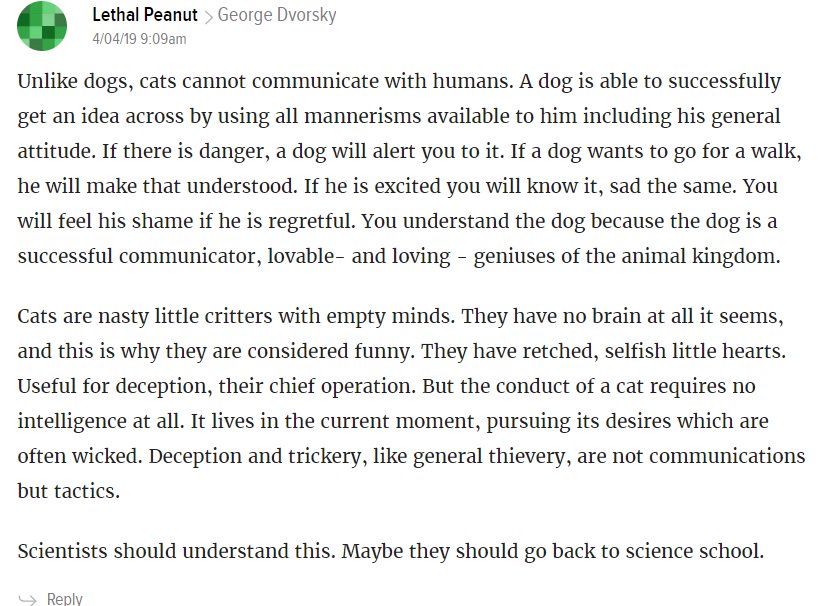 Lethal Peanut > George Dvorsky
4/04/19 9:09am
Unlike dogs, cats cannot communicate with humans. A dog is able to successfully
get an idea across by using all mannerisms available to him including his general
attitude. If there is danger, a dog will alert you to it. If a dog wants to go for a walk,
he will make that understood. If he is excited you will know it, sad the same. You
will feel his shame if he is regretful. You understand the dog because the dog is a
successful communicator, lovable- and loving - geniuses of the animal kingdom.
Cats are nasty little critters with empty minds. They have no brain at all it seems,
and this is why they are considered funny. They have retched, selfish little hearts.
Useful for deception, their chief operation. But the conduct of a cat requires no
intelligence at all. It lives in the current moment, pursuing its desires which are
often wicked. Deception and trickery, like general thievery, are not communications
but tactics.
Scientists should understand this. Maybe they should go back to science school.
Reply